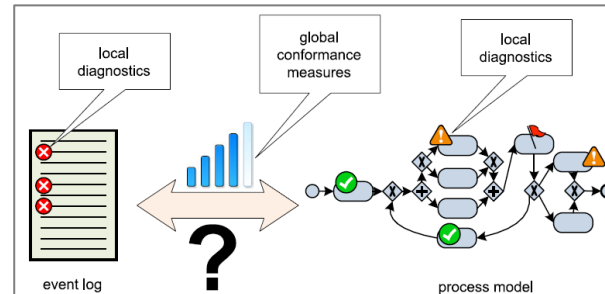 local
diagnostics
global
conformance
measures
local
diagnostics
?
event log
process model